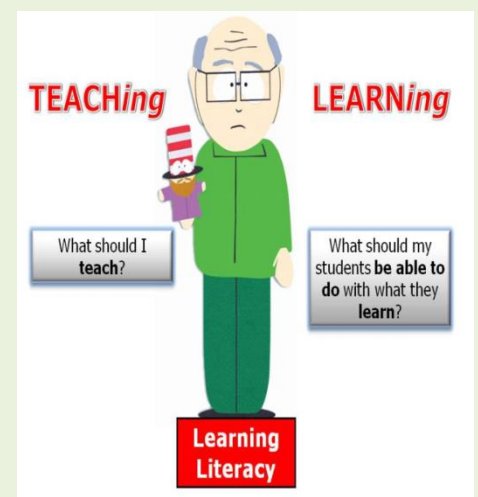 TEACHing
LEARNing
What should I
teach?
What should my
students be able to
do with what they
learn?
Learning
Literacy